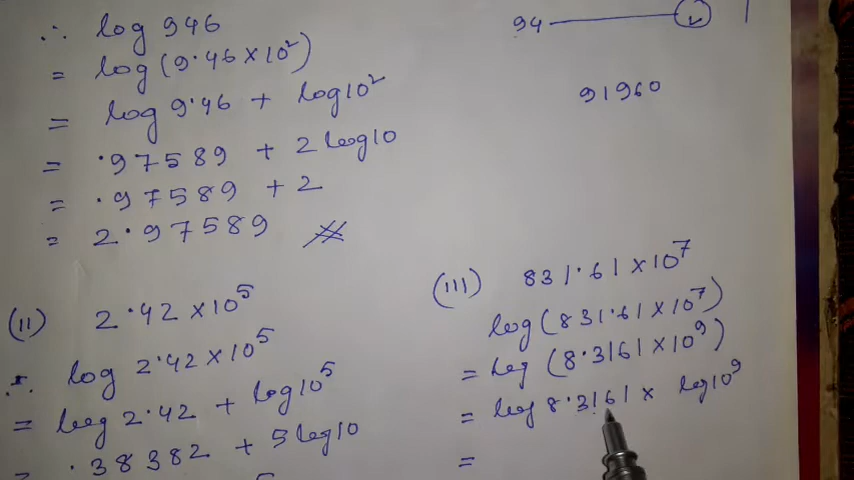 ∴ log 946
= log (9.46 × 10²)
= log 9.46 + log10²
= .97589 + 2 log10
= .97589 + 2
= 2.97589
94
2
91960
(II) 2.42 × 10⁵
∴ log 2.42 × 10⁵
= log 2.42 + log10⁵
= .38382 + 5 log10
(III) 831.61 × 10⁷
log (831.61 × 10⁷)
= log (8.3161 × 10⁹)
= log 8.3161 × log10⁹
=